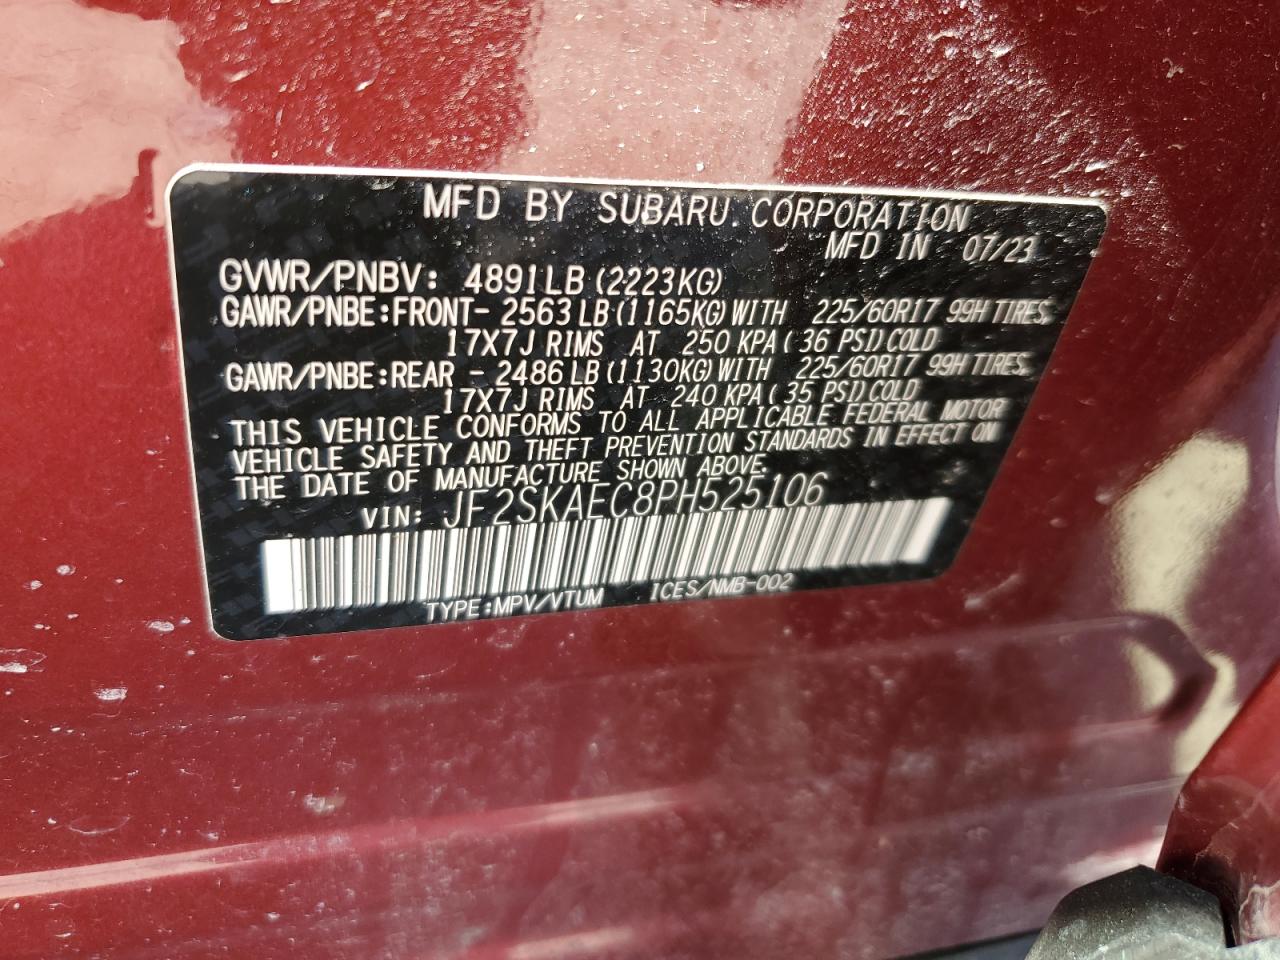 MFD BY SUBARU CORPORATION
MFD IN 07/23
GVWR/PNBV: 4891LB (2223KG)
GAWR/PNBE:FRONT- 2563LB (1165KG) WITH 225/60R17 99H TIRES,
17X7J RIMS AT 250 KPA ( 36 PSI) COLD
GAWR/PNBE:REAR - 2486LB (1130KG) WITH 225/60R17 99H TIRES,
17X7J RIMS AT 240 KPA ( 35 PSI) COLD
THIS VEHICLE CONFORMS TO ALL APPLICABLE FEDERAL MOTOR
VEHICLE SAFETY AND THEFT PREVENTION STANDARDS IN EFFECT ON
THE DATE OF MANUFACTURE SHOWN ABOVE.
VIN: JF2SKAEC8PH525106
TYPE:MPV/VTUM ICES/NMB-002